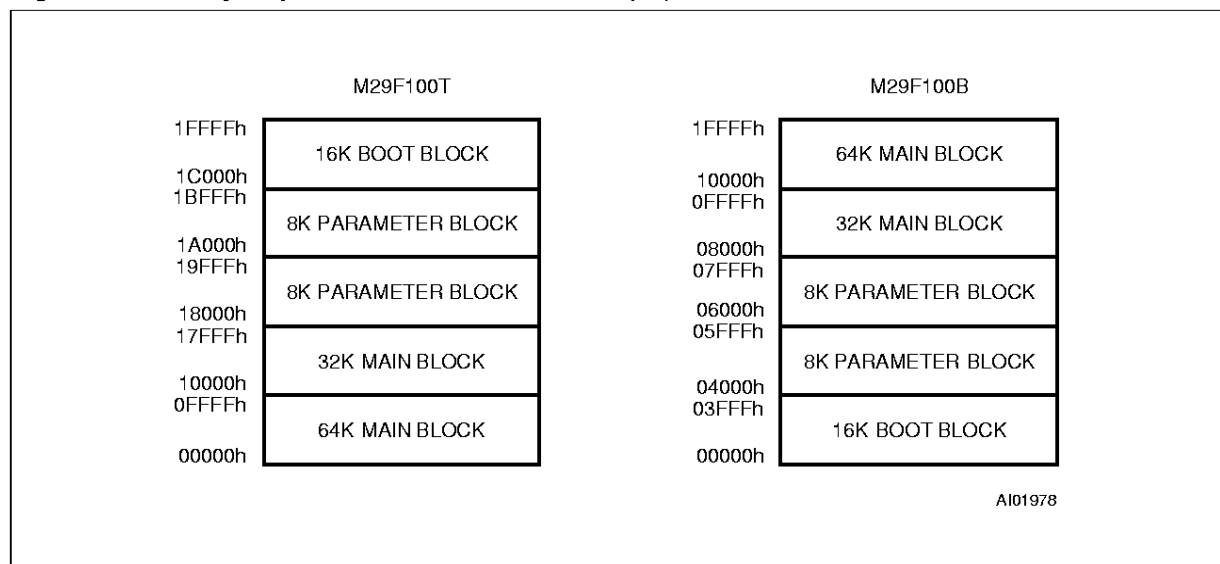 M29F100T
1FFFFh
16K BOOT BLOCK
1C000h
1BFFFh
8K PARAMETER BLOCK
1A000h
19FFFh
8K PARAMETER BLOCK
18000h
17FFFh
32K MAIN BLOCK
10000h
0FFFFh
64K MAIN BLOCK
00000h
M29F100B
1FFFFh
64K MAIN BLOCK
10000h
0FFFFh
32K MAIN BLOCK
08000h
07FFFh
8K PARAMETER BLOCK
06000h
05FFFh
8K PARAMETER BLOCK
04000h
03FFFh
16K BOOT BLOCK
00000h
AI01978